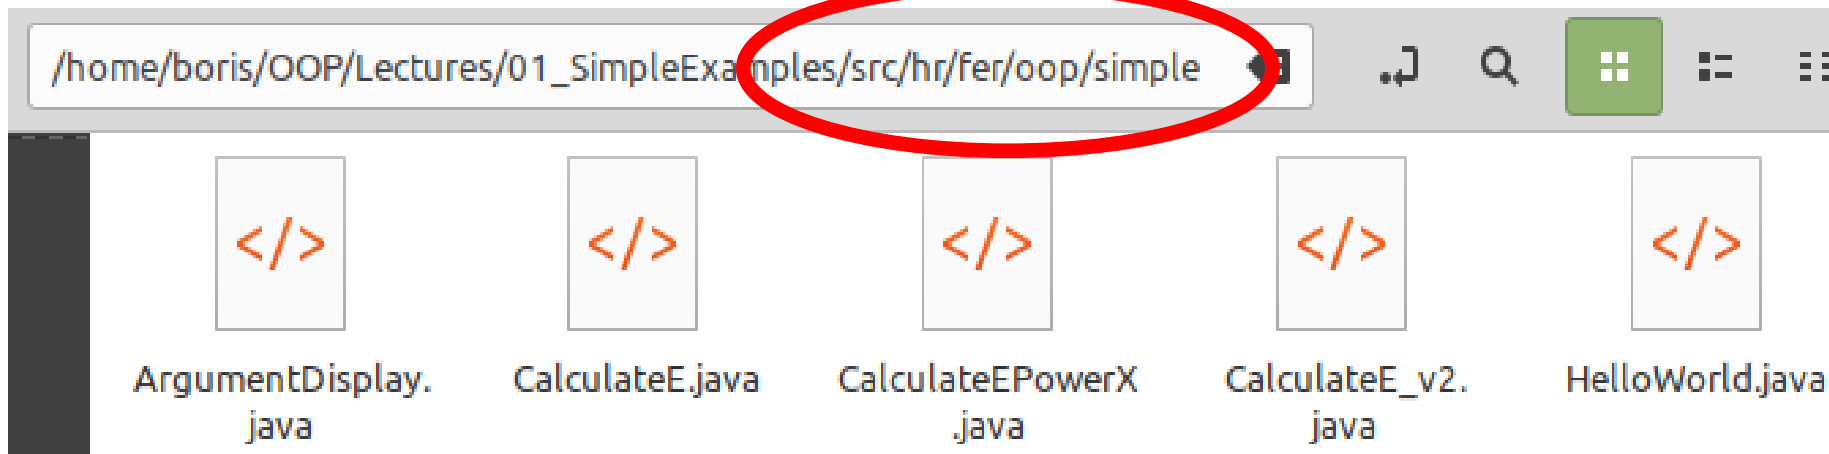 /home/boris/OOP/Lectures/01_SimpleExamples/src/hr/fer/oop/simple
</>
</>
</>
</>
</>
ArgumentDisplay.
java
CalculateE.java
CalculateEPowerX
.java
CalculateE_v2.
java
HelloWorld.java